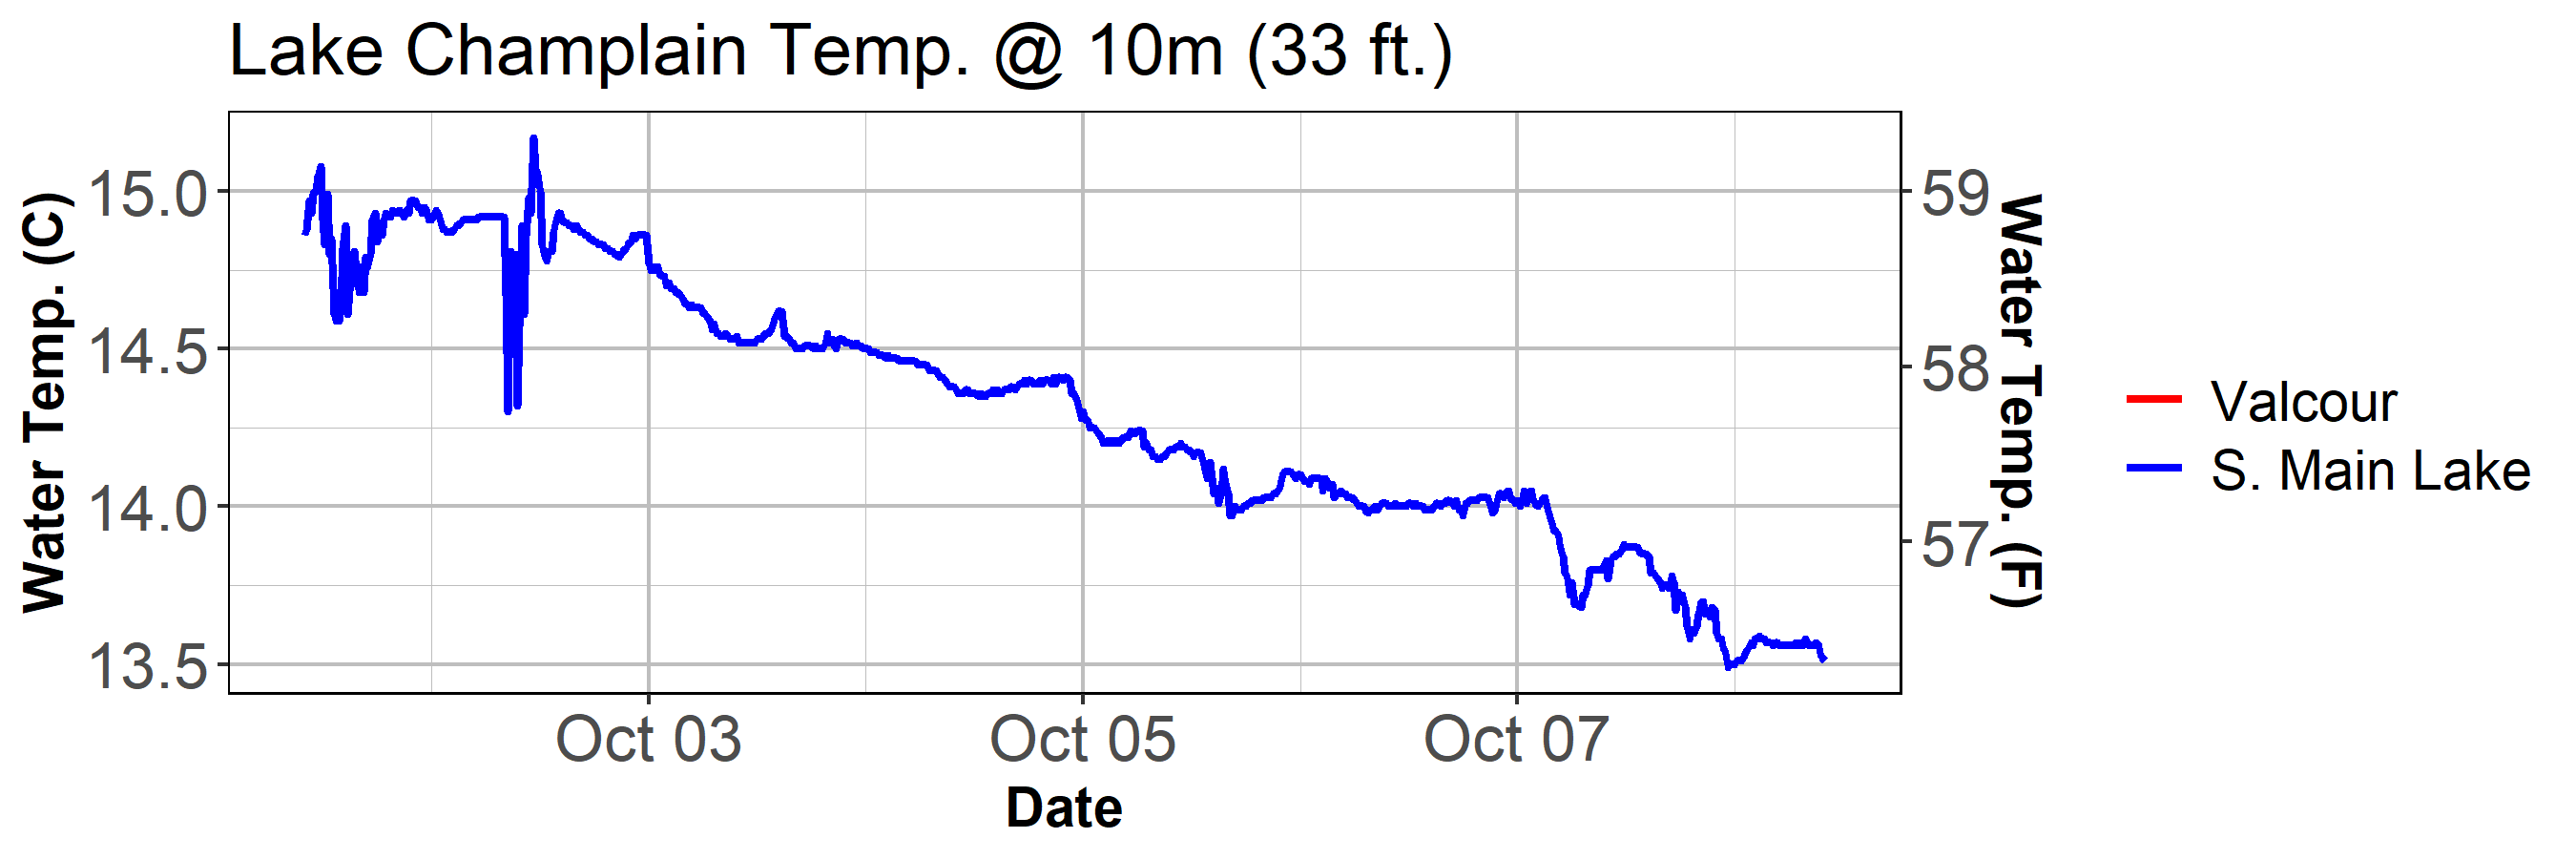 Lake Champlain Temp. @ 10m (33 ft.)
Water Temp. (C)
15.0
14.5
14.0
13.5
59
58
57
Water Temp. (F)
Oct 03
Oct 05
Oct 07
Date
Valcour
S. Main Lake